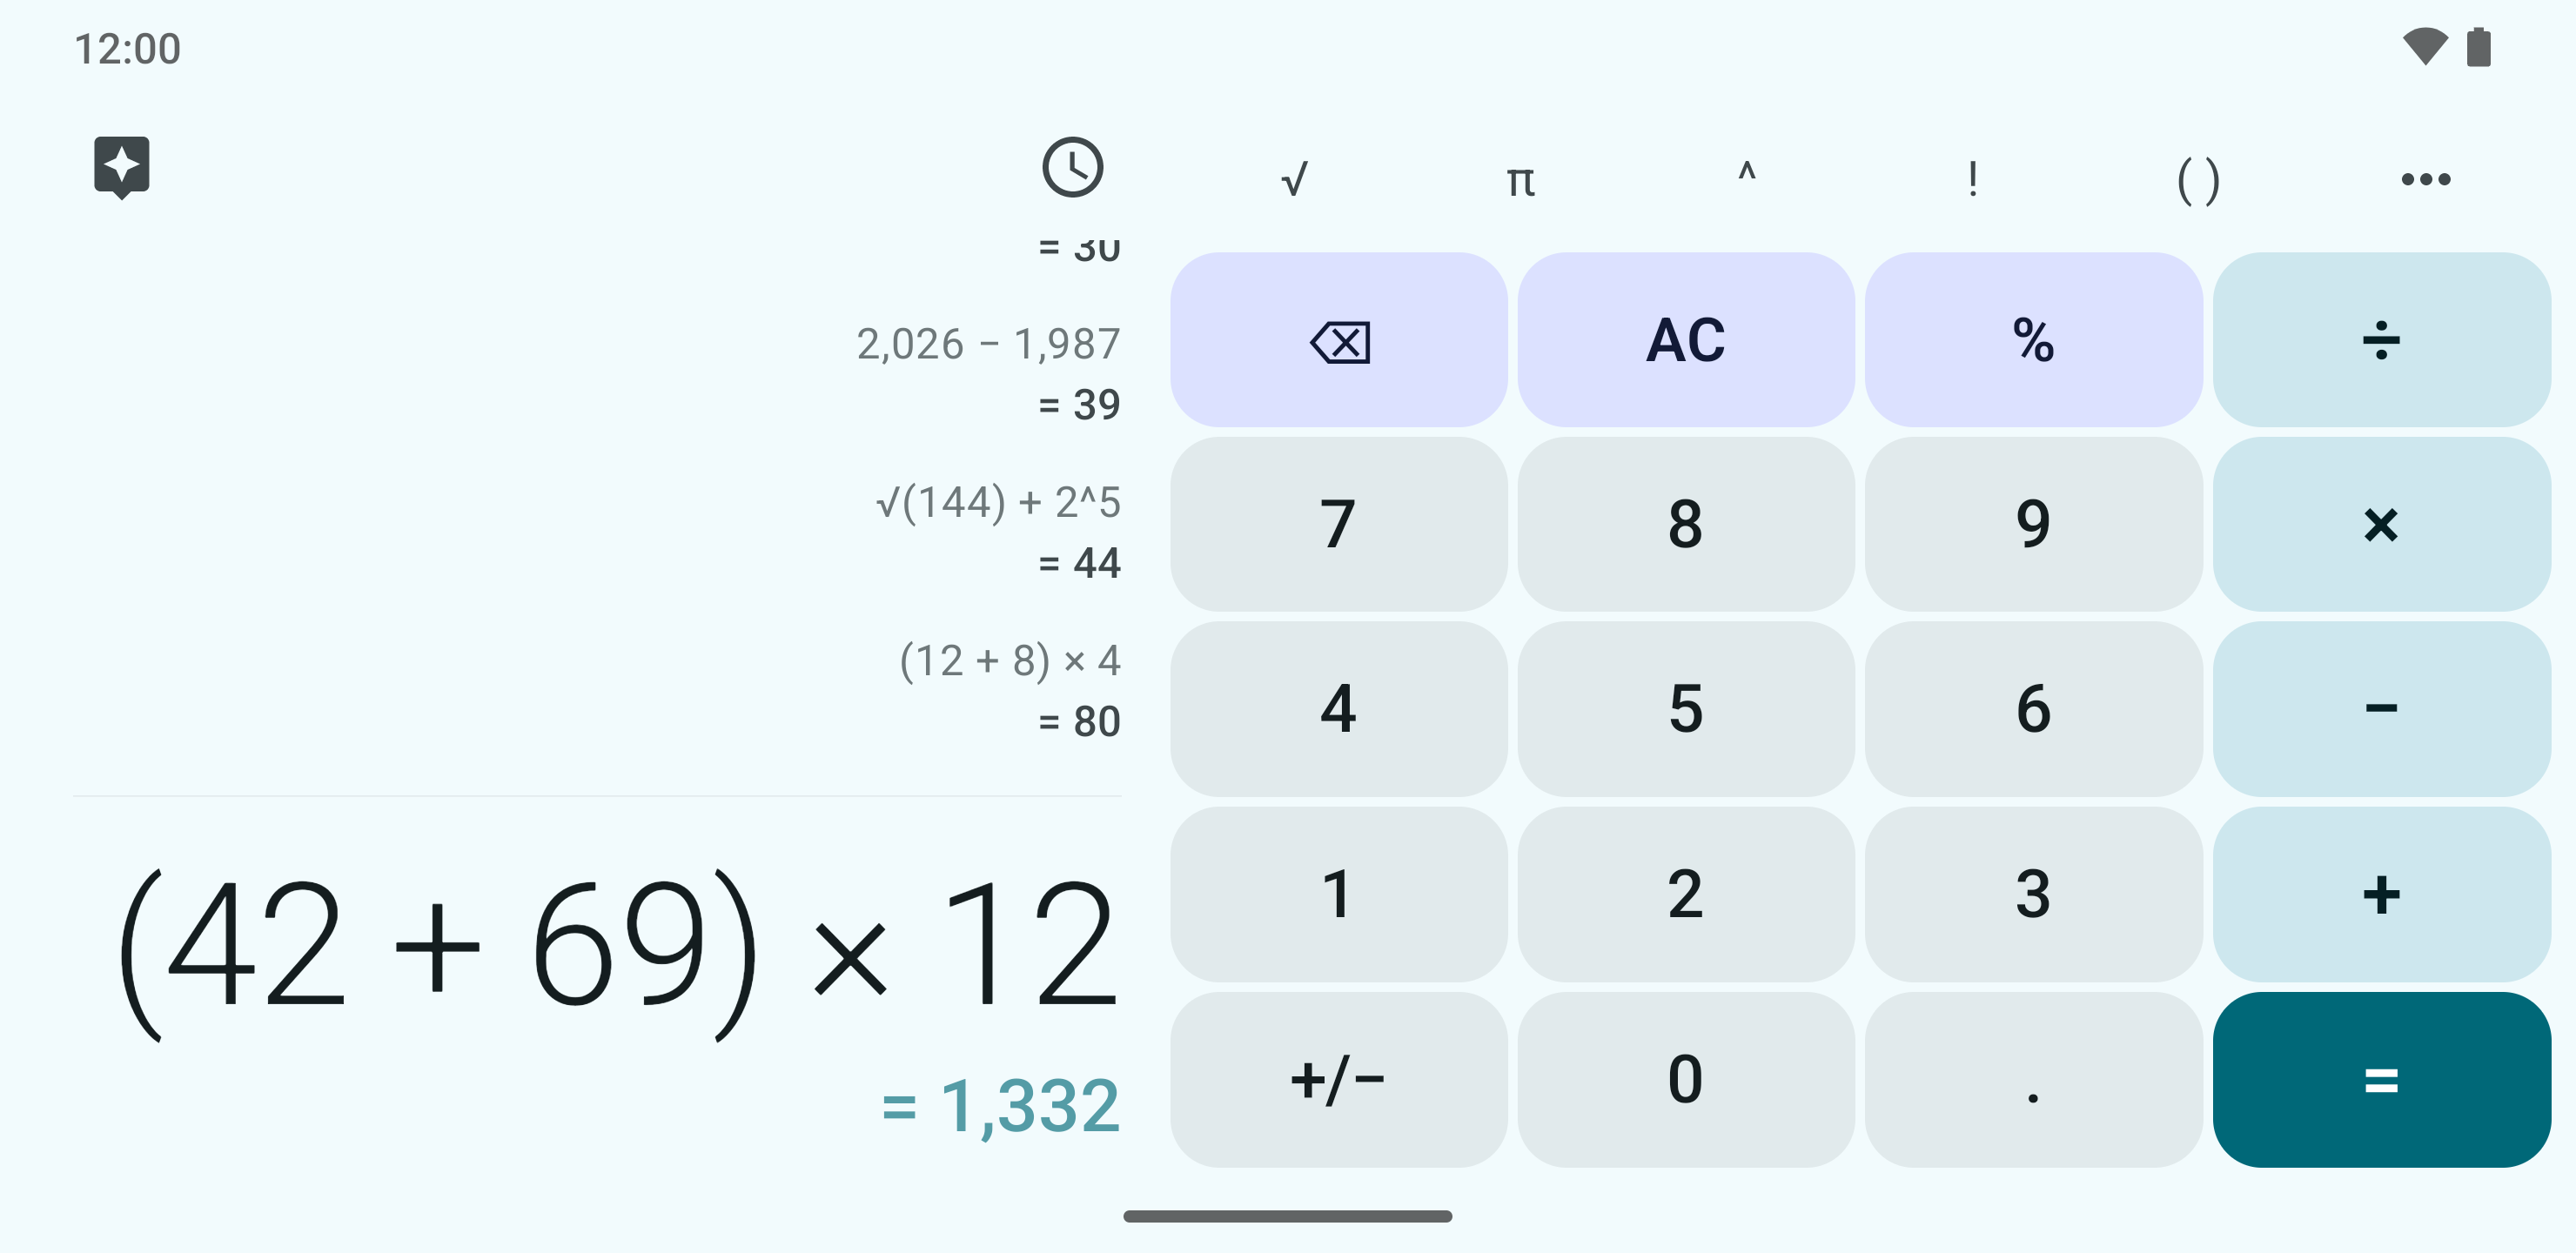 12:00
= 30
2,026 − 1,987
= 39
√(144) + 2^5
= 44
(12 + 8) × 4
= 80
(42 + 69) × 12
= 1,332
√ π ^ ! ( ) •••
AC % ÷
7 8 9 ×
4 5 6 −
1 2 3 +
+/− 0 . =